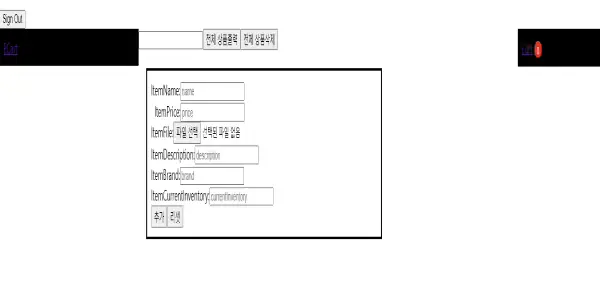 Sign Out
Kart
전체 상품출력 전체 상품삭제
1
ItemName: name
ItemPrice: price
ItemFile: 파일 선택 선택된 파일 없음
ItemDescription: description
ItemBrand: brand
ItemCurrentInventory: currentInventory
추가 리셋